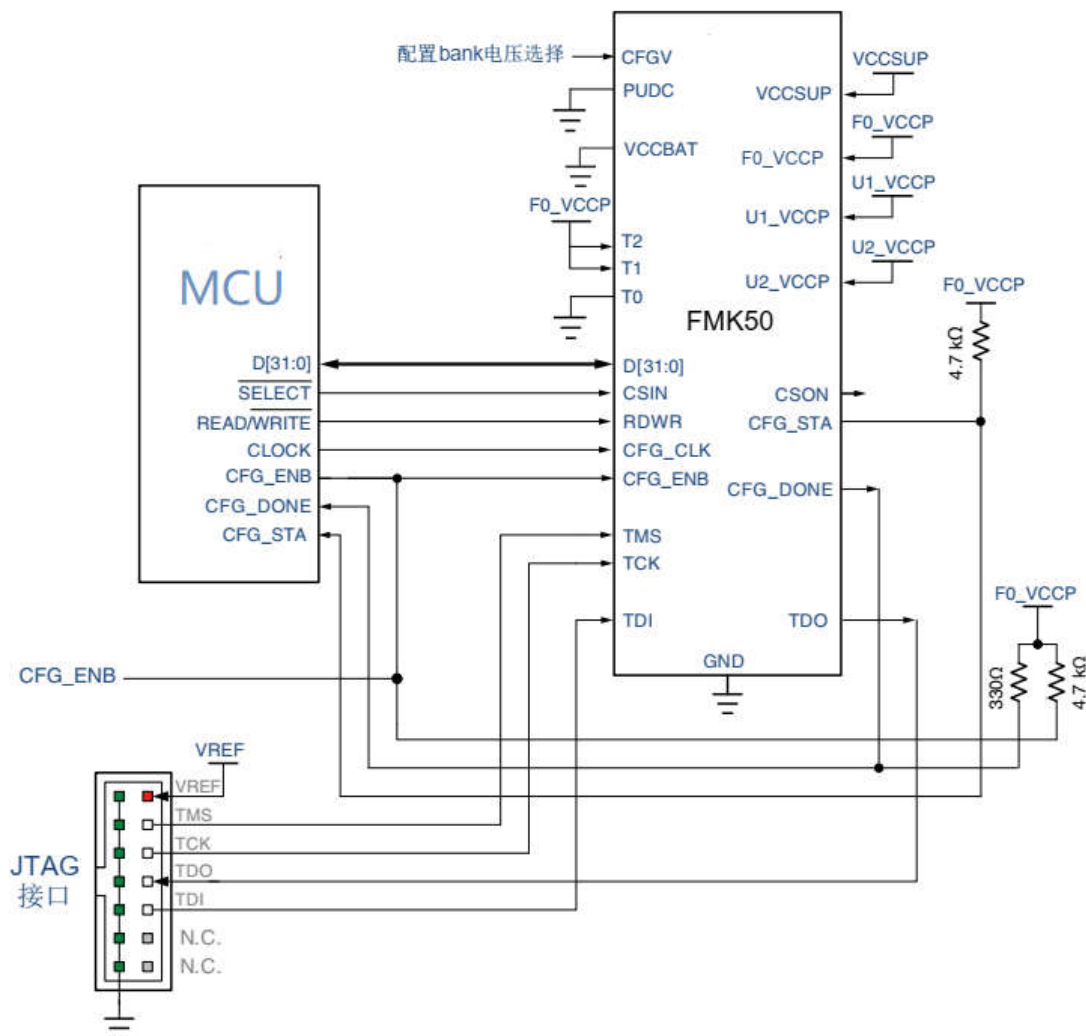 配置bank电压选择
CFGV
PUDC
VCCBAT
F0_VCCP
T2
T1
T0
VCCSUP
VCCSUP
F0_VCCP
F0_VCCP
U1_VCCP
U1_VCCP
U2_VCCP
U2_VCCP
FMK50
F0_VCCP
4.7 kΩ
MCU
D[31:0]
SELECT
READ/WRITE
CLOCK
CFG_ENB
CFG_DONE
CFG_STA
D[31:0]
CSIN
RDWR
CFG_CLK
CFG_ENB
TMS
TCK
TDI
CSON
CFG_STA
CFG_DONE
TDO
GND
F0_VCCP
330Ω
4.7 kΩ
CFG_ENB
VREF
VREF
TMS
TCK
TDO
TDI
N.C.
N.C.
JTAG
接口